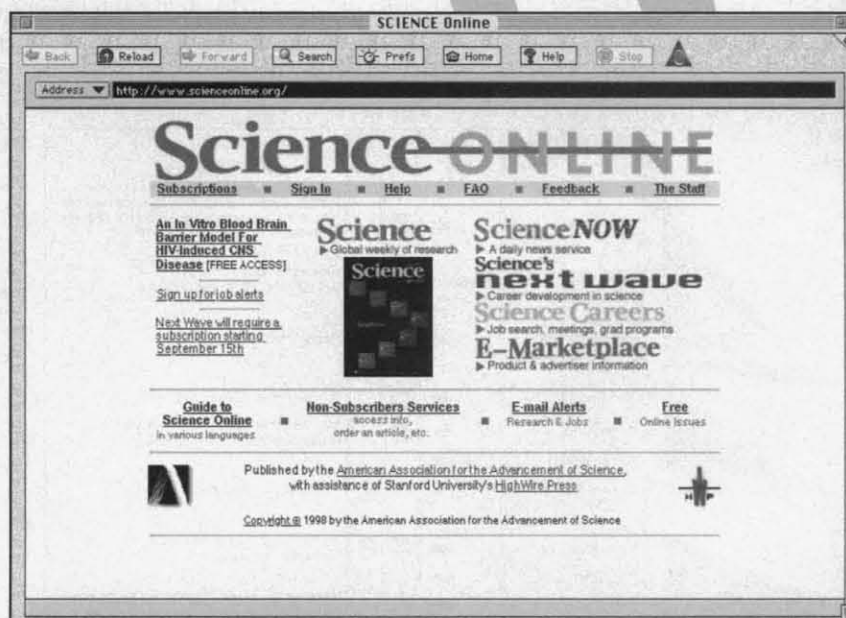 SCIENCE Online
Back Reload Forward Search Prefs Home Help Stop
Address http://www.scienceonline.org/
Science ONLINE
Subscriptions Sign In Help FAQ Feedback The Staff
An In Vitro Blood Brain
Barrier Model For
HIV-Induced CNS
Disease [FREE ACCESS]
Sign up for job alerts
Next Wave will require a
subscription starting
September 15th
Science
Global weekly of research
Science
ScienceNOW
A daily news service
Science's
next wave
Career development in science
Science Careers
Job search, meetings, grad programs
E-Marketplace
Product & advertiser information
Guide to
Science Online
in various languages
Non-Subscribers Services
access info,
order an article, etc.
E-mail Alerts
Research & Jobs
Free
Online Issues
Published by the American Association for the Advancement of Science,
with assistance of Stanford University's HighWire Press
H P
Copyright © 1998 by the American Association for the Advancement of Science